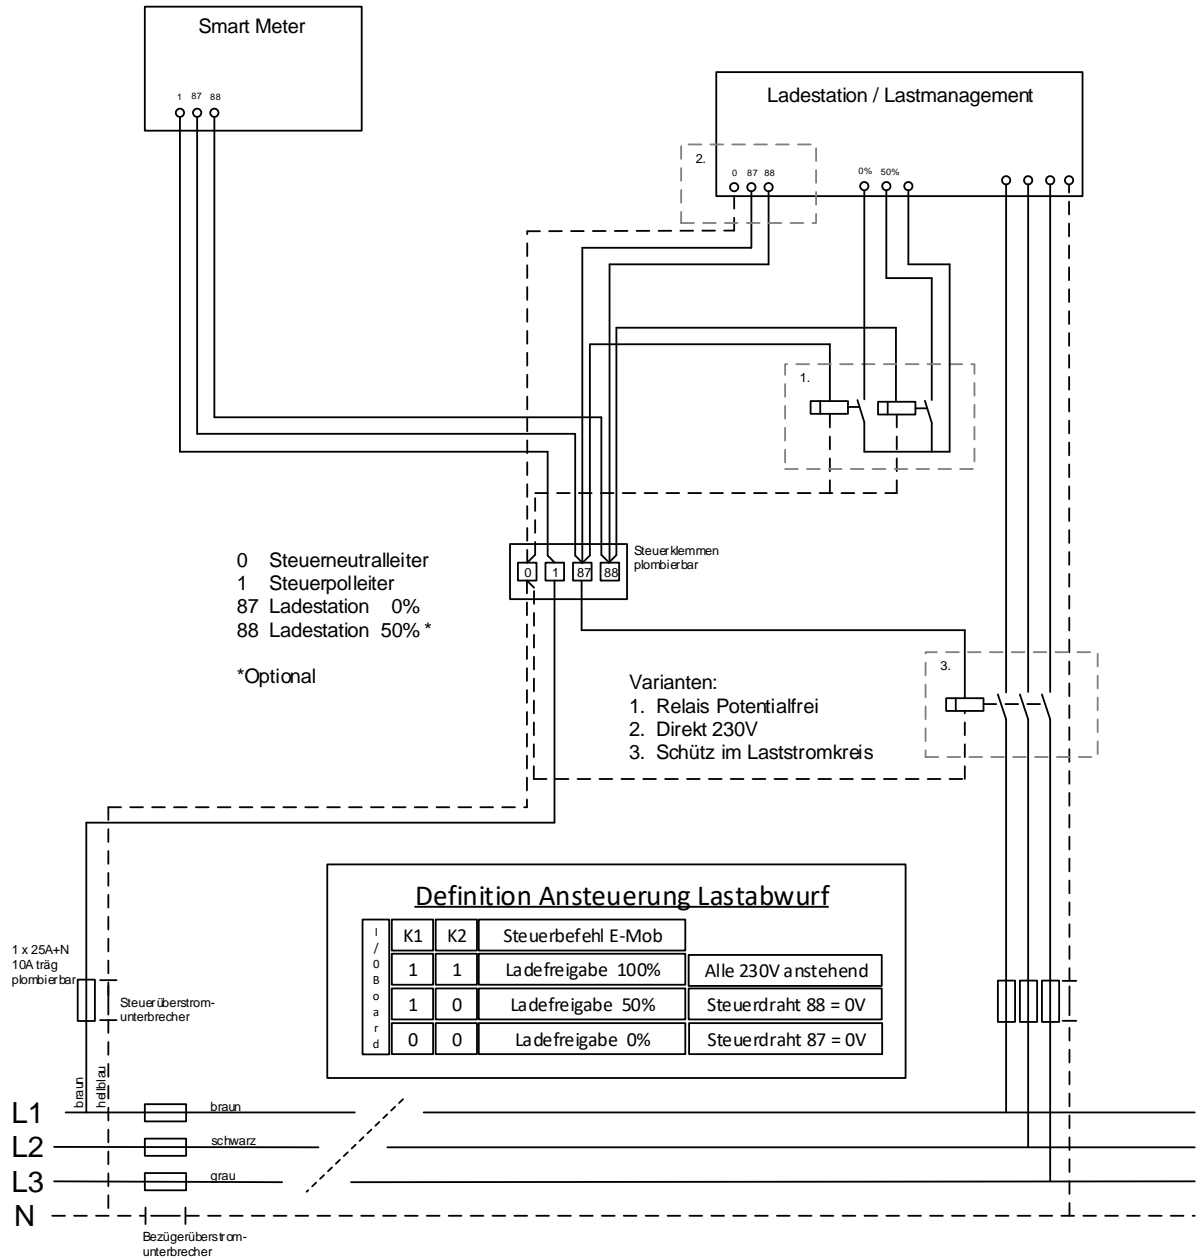 Smart Meter
1 87 88
Ladestation / Lastmanagement
2.
0 87 88
0% 50%
1.
Steuerklemmen
plombierbar
0 1 87 88
0 Steuerneutralleiter
1 Steuerpolleiter
87 Ladestation 0%
88 Ladestation 50% *
*Optional
3.
Varianten:
1. Relais Potentialfrei
2. Direkt 230V
3. Schütz im Laststromkreis
Definition Ansteuerung Lastabwurf
I/0Board
K1 K2 Steuerbefehl E-Mob
1 1 Ladefreigabe 100% Alle 230V anstehend
1 0 Ladefreigabe 50% Steuerdraht 88 = 0V
0 0 Ladefreigabe 0% Steuerdraht 87 = 0V
1 x 25A+N
10A träg
plombierbar
Steuerüberstrom-
unterbrecher
braun
hellblau
L1 braun
L2 schwarz
L3 grau
N
Bezügerüberstrom-
unterbrecher